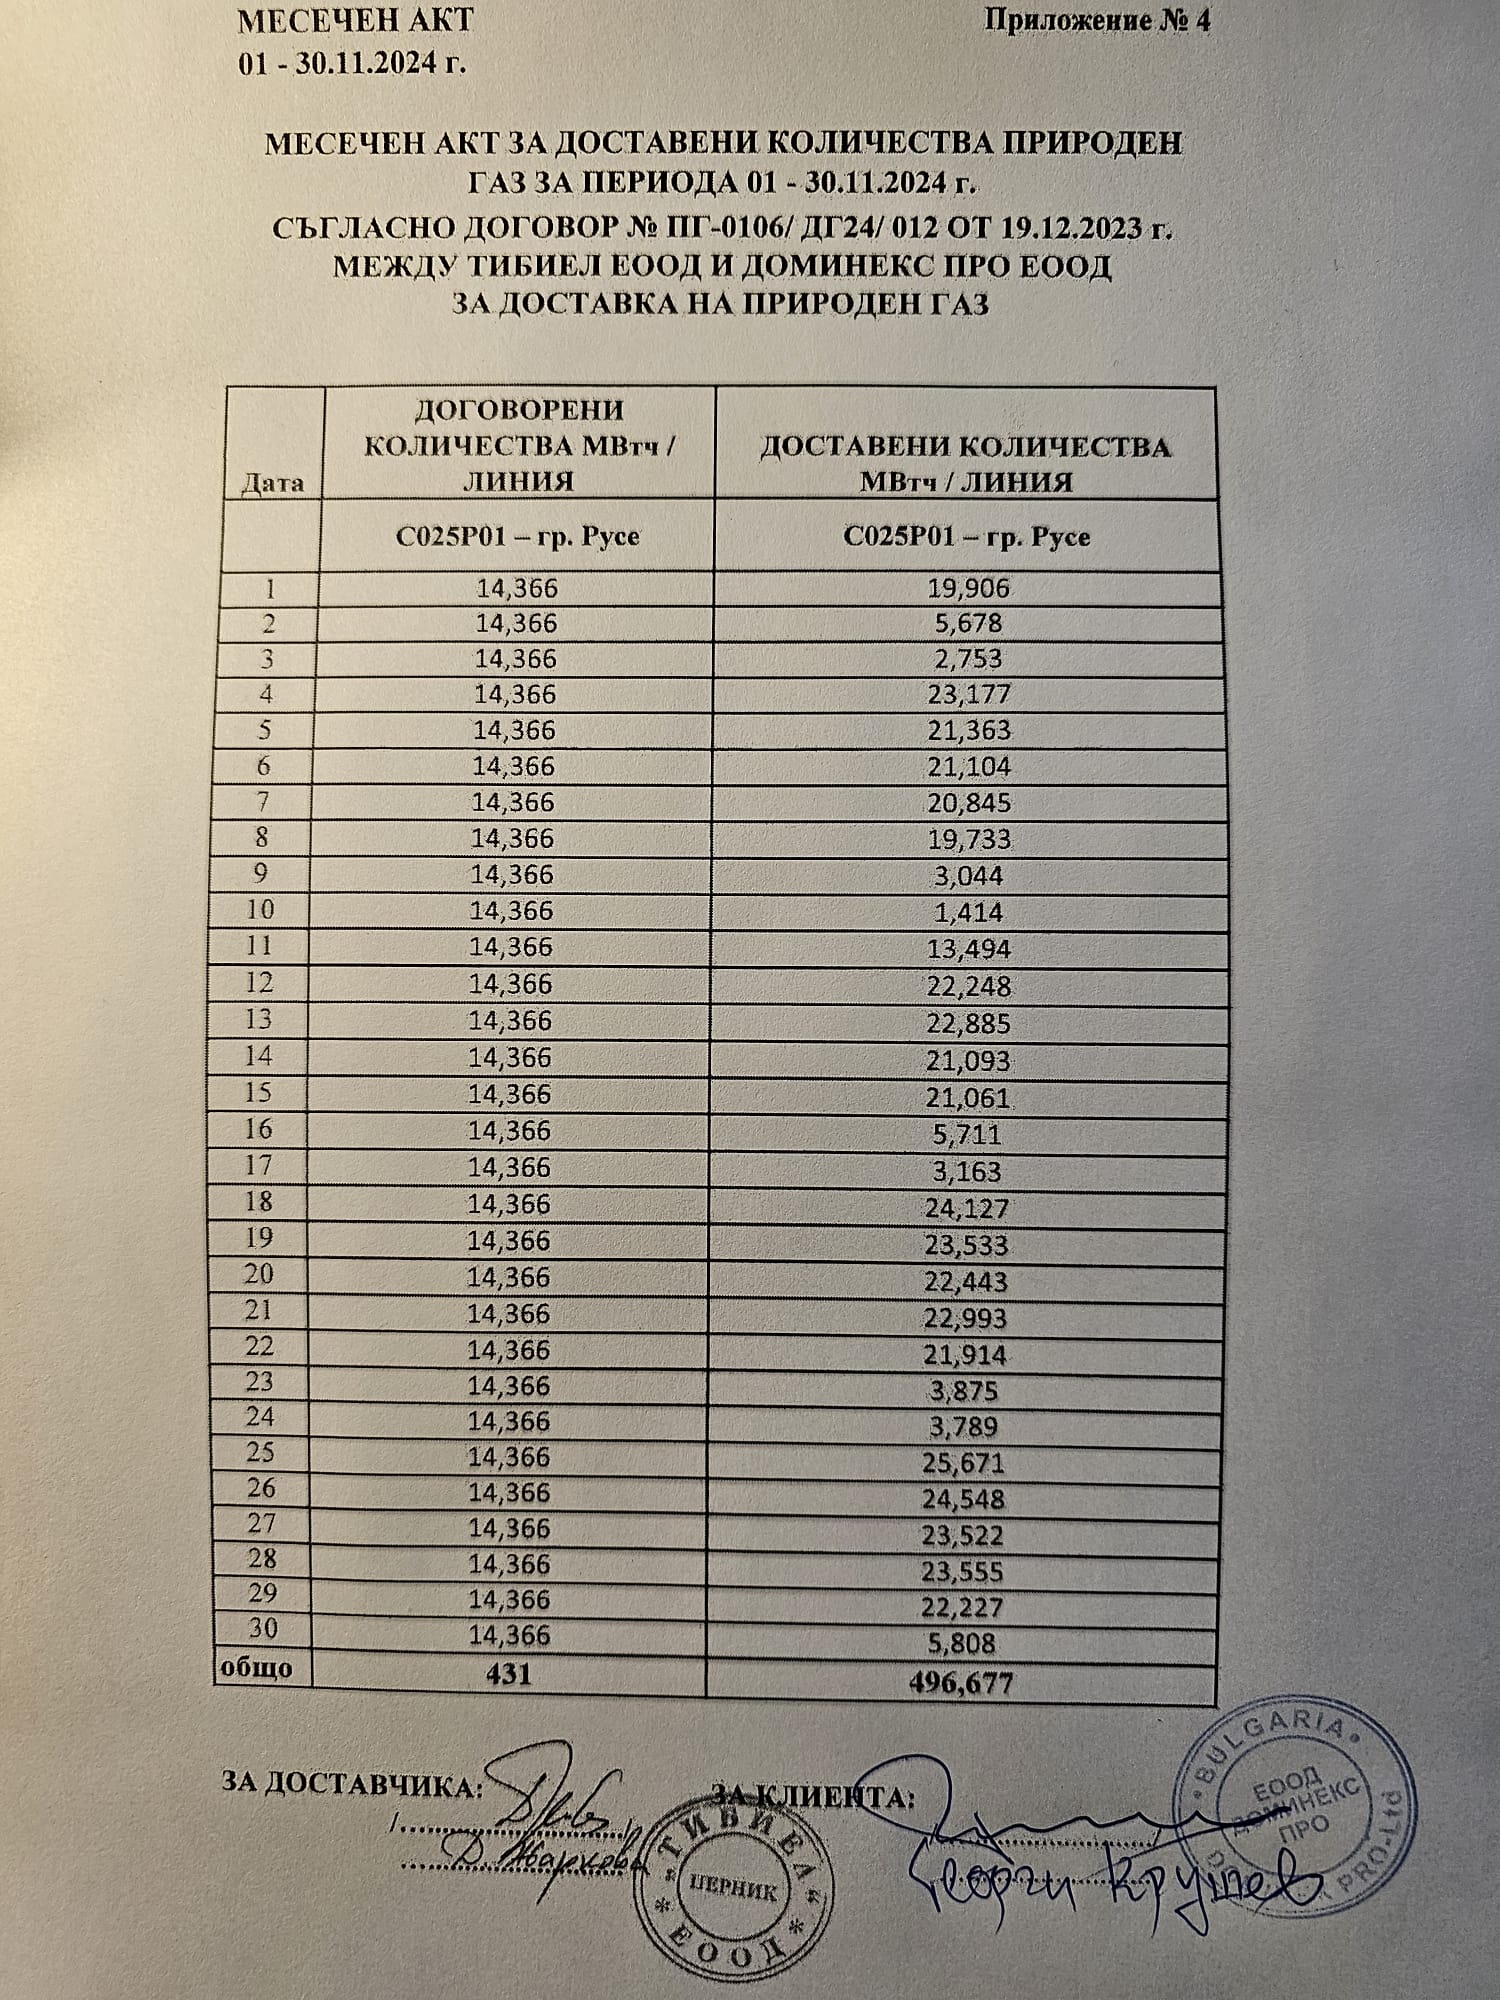 МЕСЕЧЕН АКТ Приложение № 4
01 - 30.11.2024 г.
МЕСЕЧЕН АКТ ЗА ДОСТАВЕНИ КОЛИЧЕСТВА ПРИРОДЕН
ГАЗ ЗА ПЕРИОДА 01 - 30.11.2024 г.
СЪГЛАСНО ДОГОВОР № ПГ-0106/ ДГ24/ 012 ОТ 19.12.2023 г.
МЕЖДУ ТИБИЕЛ ЕООД И ДОМИНЕКС ПРО ЕООД
ЗА ДОСТАВКА НА ПРИРОДЕН ГАЗ
Дата ДОГОВОРЕНИ КОЛИЧЕСТВА МВтч / ЛИНИЯ ДОСТАВЕНИ КОЛИЧЕСТВА МВтч / ЛИНИЯ
С025Р01 – гр. Русе С025Р01 – гр. Русе
1 14,366 19,906
2 14,366 5,678
3 14,366 2,753
4 14,366 23,177
5 14,366 21,363
6 14,366 21,104
7 14,366 20,845
8 14,366 19,733
9 14,366 3,044
10 14,366 1,414
11 14,366 13,494
12 14,366 22,248
13 14,366 22,885
14 14,366 21,093
15 14,366 21,061
16 14,366 5,711
17 14,366 3,163
18 14,366 24,127
19 14,366 23,533
20 14,366 22,443
21 14,366 22,993
22 14,366 21,914
23 14,366 3,875
24 14,366 3,789
25 14,366 25,671
26 14,366 24,548
27 14,366 23,522
28 14,366 23,555
29 14,366 22,227
30 14,366 5,808
общо 431 496,677
ЗА ДОСТАВЧИКА: ЗА КЛИЕНТА:
Георги Крушев
"ТИБИЕЛ"
ПЕРНИК
* ЕООД *
• BULGARIA •
ЕООД
ДОМИНЕКС
ПРО
PRO-Ltd